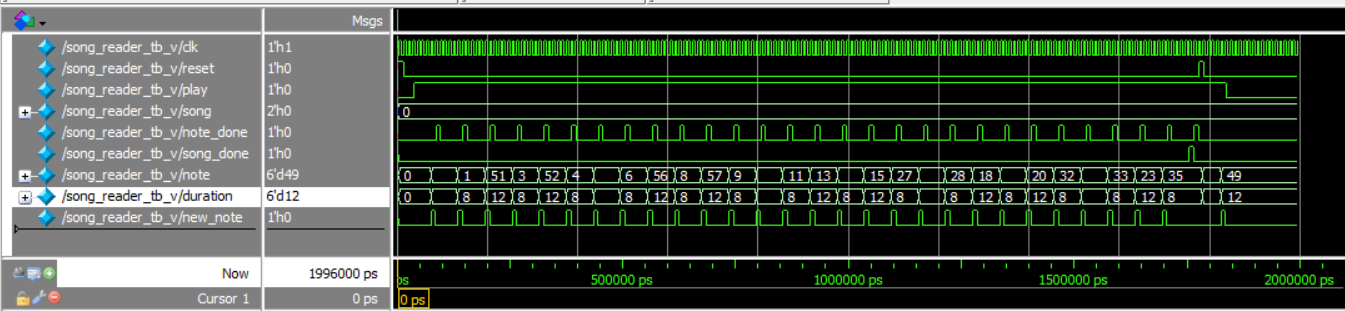 Msgs
/song_reader_tb_v/clk 1'h1
/song_reader_tb_v/reset 1'h0
/song_reader_tb_v/play 1'h0
/song_reader_tb_v/song 2'h0 0
/song_reader_tb_v/note_done 1'h0
/song_reader_tb_v/song_done 1'h0
/song_reader_tb_v/note 6'd49 0 1 51 3 52 4 6 56 8 57 9 11 13 15 27 28 18 20 32 33 23 35 49
/song_reader_tb_v/duration 6'd12 0 8 12 8 12 8 8 12 8 12 8 8 12 8 12 8 8 12 8 12 8 8 12 8 12
/song_reader_tb_v/new_note 1'h0
Now 1996000 ps ps 500000 ps 1000000 ps 1500000 ps 2000000 ps
Cursor 1 0 ps 0 ps